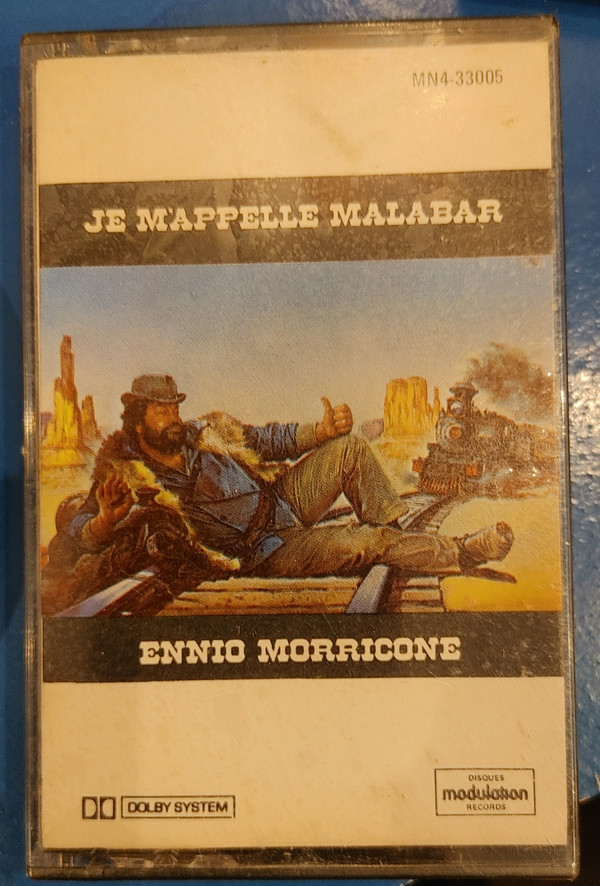 MN4-33005
JE M'APPELLE MALABAR
ENNIO MORRICONE
DOLBY SYSTEM
DISQUES
modulation
RECORDS